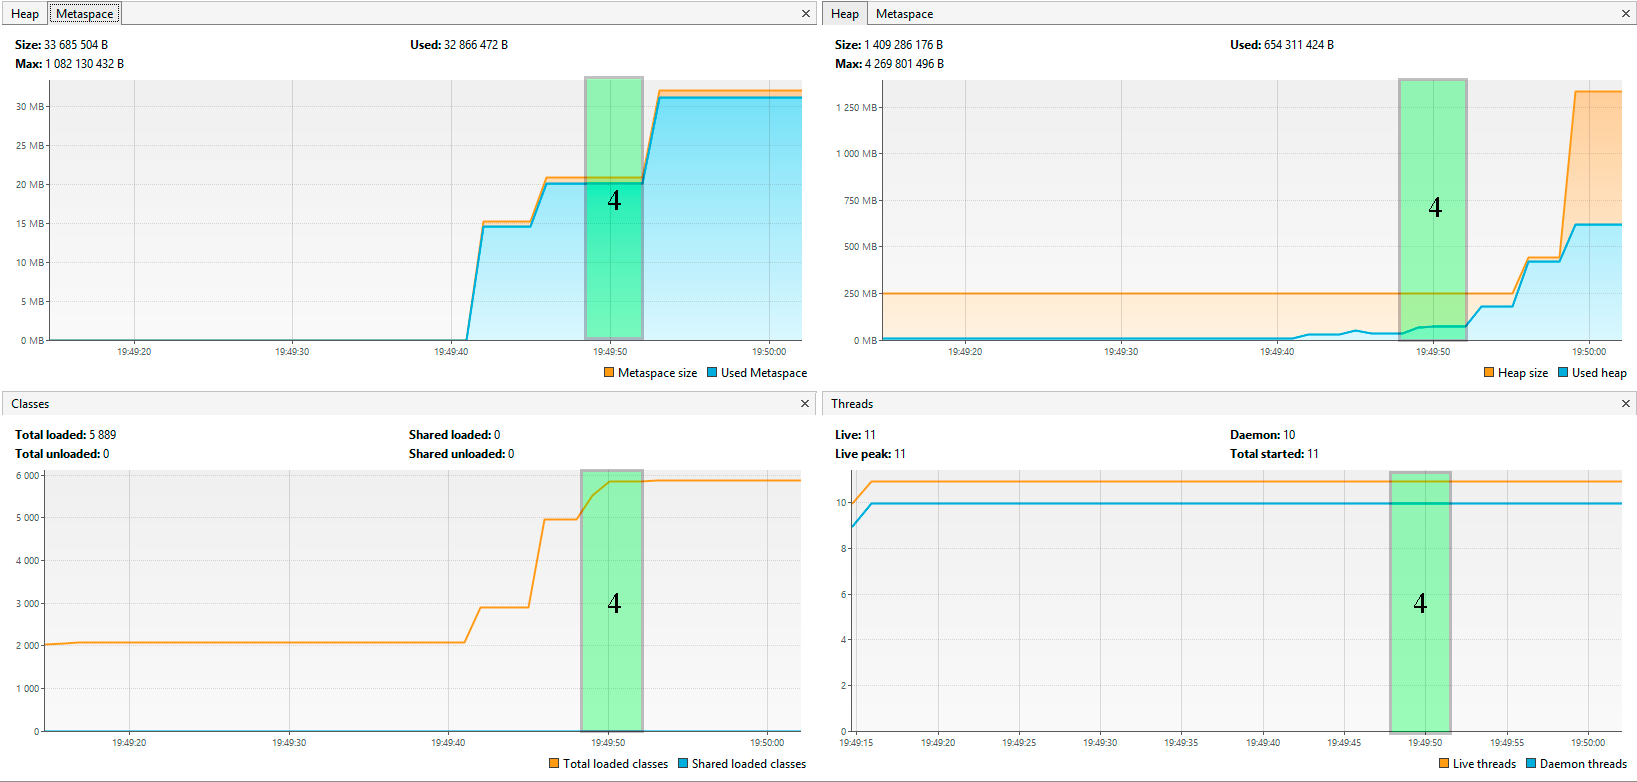 Heap Metaspace ×
Size: 33 685 504 B Used: 32 866 472 B
Max: 1 082 130 432 B
30 MB
25 MB
20 MB
15 MB
10 MB
5 MB
0 MB
4
19:49:20 19:49:30 19:49:40 19:49:50 19:50:00
Metaspace size Used Metaspace
Heap Metaspace ×
Size: 1 409 286 176 B Used: 654 311 424 B
Max: 4 269 801 496 B
1 250 MB
1 000 MB
750 MB
500 MB
250 MB
0 MB
4
19:49:20 19:49:30 19:49:40 19:49:50 19:50:00
Heap size Used heap
Classes ×
Total loaded: 5 889 Shared loaded: 0
Total unloaded: 0 Shared unloaded: 0
6 000
5 000
4 000
3 000
2 000
1 000
0
4
19:49:20 19:49:30 19:49:40 19:49:50 19:50:00
Total loaded classes Shared loaded classes
Threads ×
Live: 11 Daemon: 10
Live peak: 11 Total started: 11
10
8
6
4
2
0
4
19:49:15 19:49:20 19:49:25 19:49:30 19:49:35 19:49:40 19:49:45 19:49:50 19:49:55 19:50:00
Live threads Daemon threads